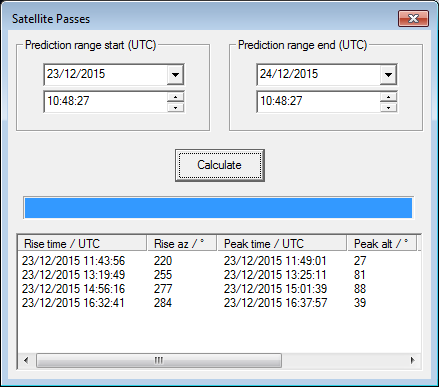 Satellite Passes
Prediction range start (UTC) Prediction range end (UTC)
23/12/2015 24/12/2015
10:48:27 10:48:27
Calculate
Rise time / UTC Rise az / ° Peak time / UTC Peak alt / °
23/12/2015 11:43:56 220 23/12/2015 11:49:01 27
23/12/2015 13:19:49 255 23/12/2015 13:25:11 81
23/12/2015 14:56:16 277 23/12/2015 15:01:39 88
23/12/2015 16:32:41 284 23/12/2015 16:37:57 39